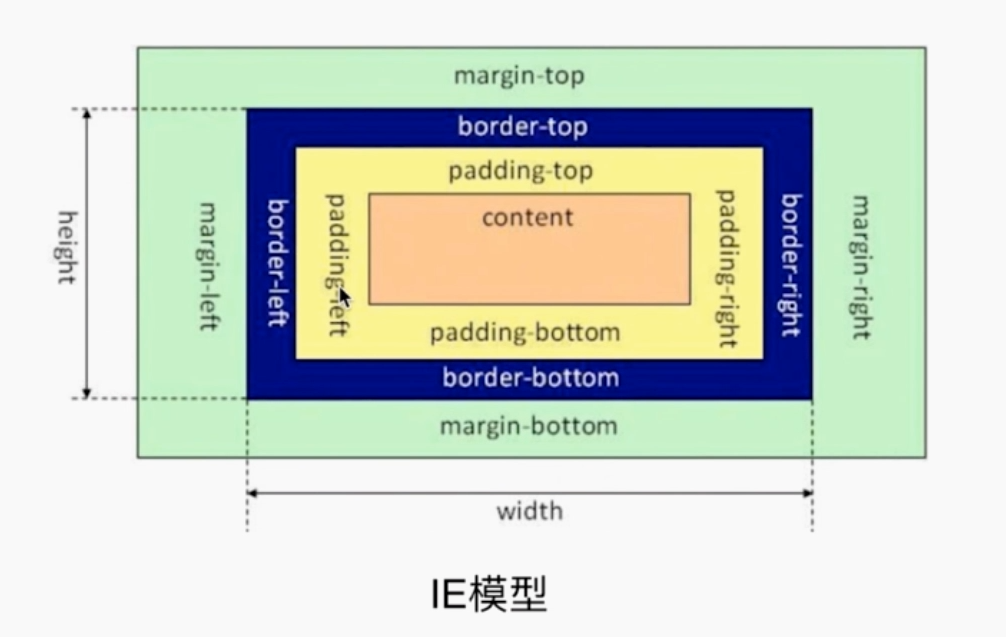 margin-top
border-top
padding-top
content
height
margin-left
border-left
padding-left
padding-right
border-right
margin-right
padding-bottom
border-bottom
margin-bottom
width
IE模型